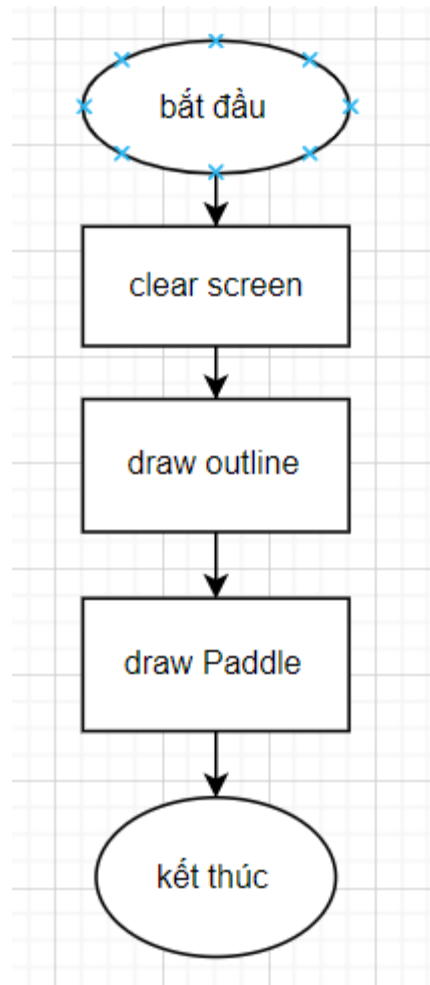 bắt đầu
clear screen
draw outline
draw Paddle
kết thúc